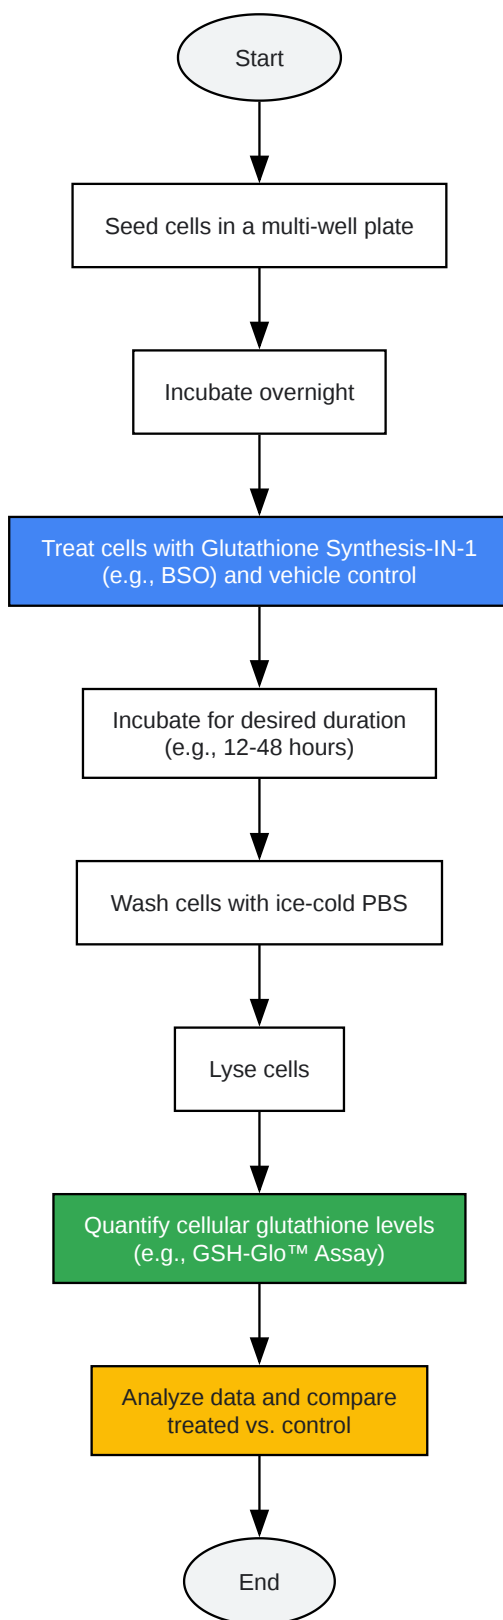 Start
Seed cells in a multi-well plate
Incubate overnight
Treat cells with Glutathione Synthesis-IN-1
(e.g., BSO) and vehicle control
Incubate for desired duration
(e.g., 12-48 hours)
Wash cells with ice-cold PBS
Lyse cells
Quantify cellular glutathione levels
(e.g., GSH-Glo™ Assay)
Analyze data and compare
treated vs. control
End